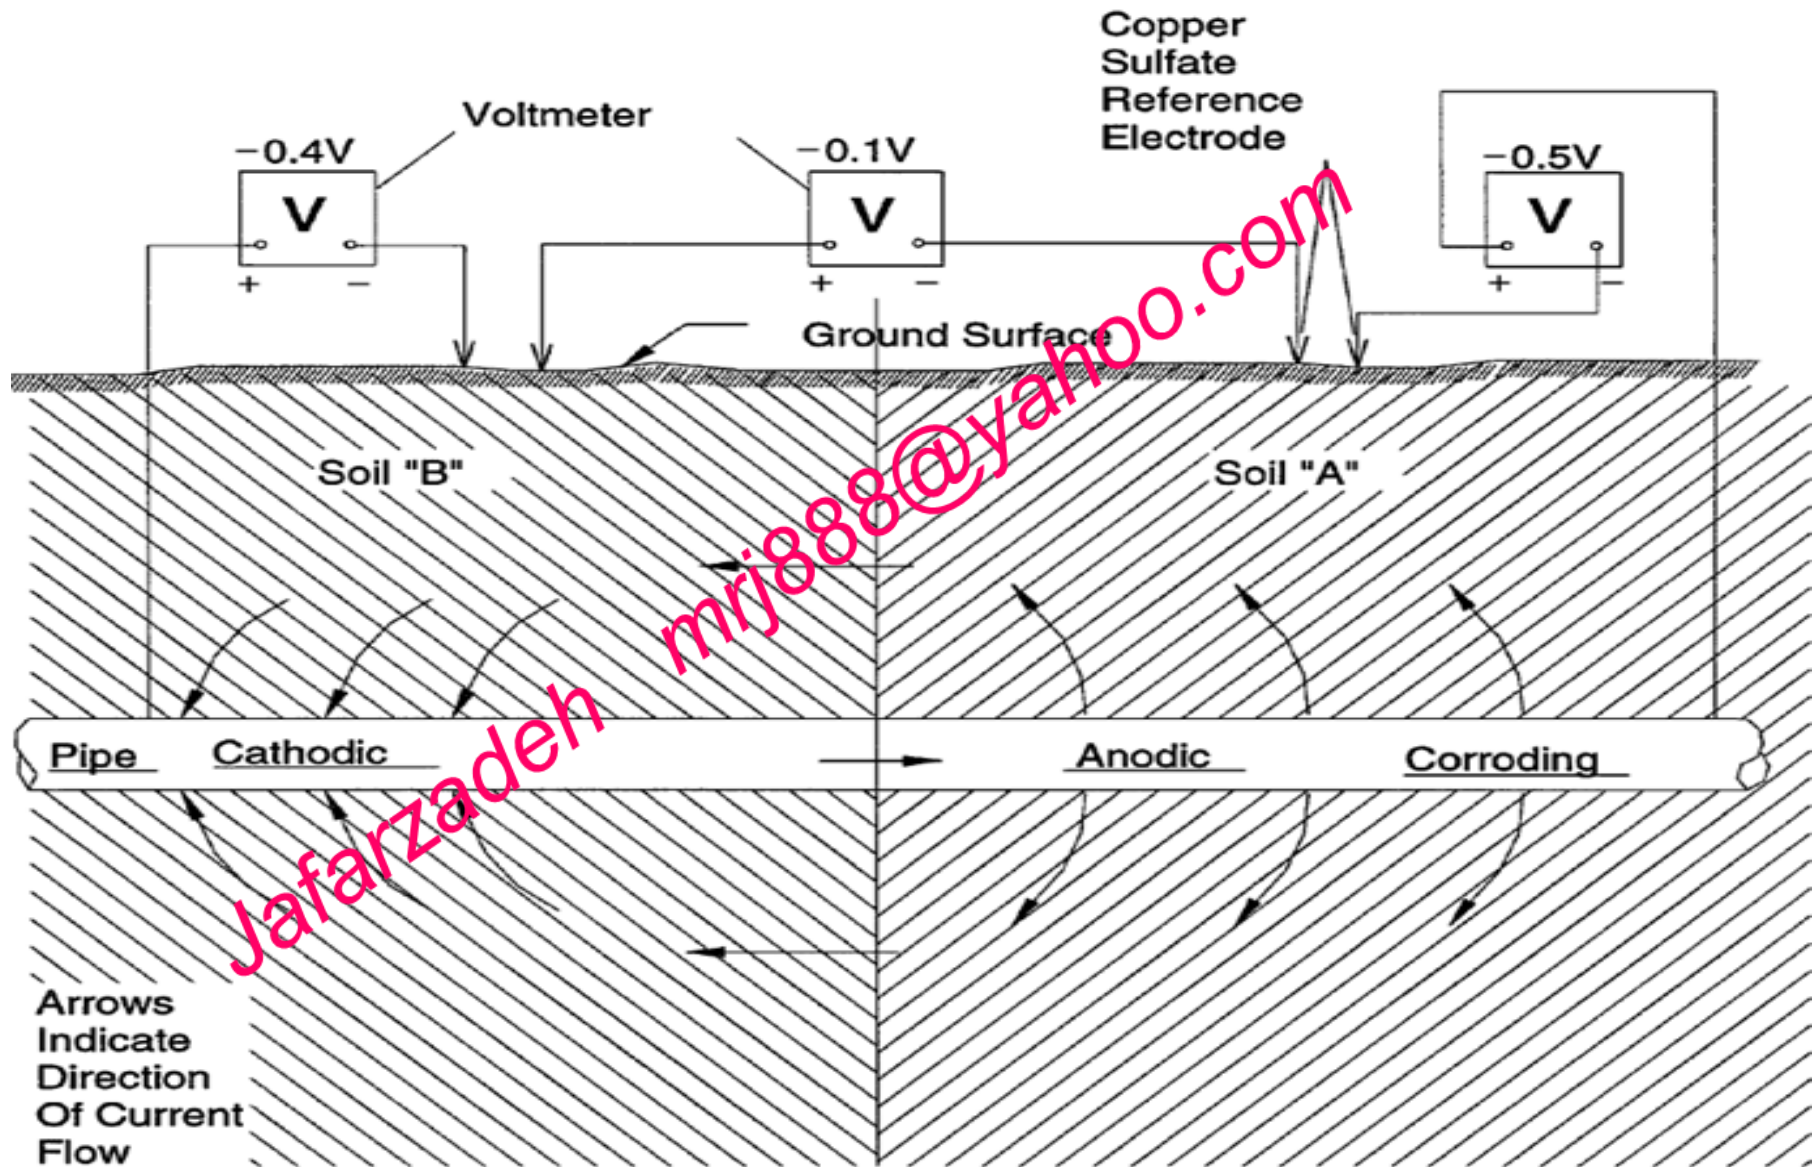 Copper
Sulfate
Reference
Electrode
Voltmeter
−0.4V
−0.1V
−0.5V
V
V
V
+ −
+ −
+ −
Ground Surface
Soil "B"
Soil "A"
Pipe
Cathodic
Anodic
Corroding
Arrows
Indicate
Direction
Of Current
Flow
Jafarzadeh mrj888@yahoo.com